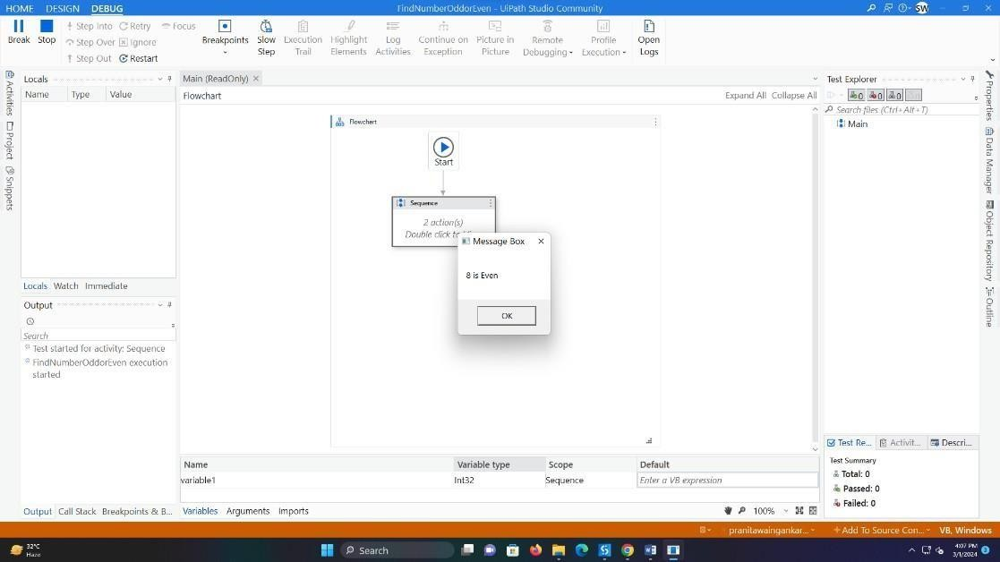 HOME DESIGN DEBUG FindNumberOddorEven - UiPath Studio Community SW
Break Stop Step Into Retry Focus
Step Over Ignore
Step Out Restart
Breakpoints Slow Step Execution Trail Highlight Elements Log Activities Continue on Exception Picture in Picture Remote Debugging Profile Execution Open Logs
Activities
Project
Snippets
Locals
Name Type Value
Locals Watch Immediate
Output
Search
Test started for activity: Sequence
FindNumberOddorEven execution
started
Output Call Stack Breakpoints & B...
Main (ReadOnly)
Flowchart Expand All Collapse All
Flowchart
Start
Sequence
2 action(s)
Double click to
Message Box
8 is Even
OK
Name Variable type Scope Default
variable1 Int32 Sequence Enter a VB expression
Variables Arguments Imports 100%
Test Explorer
0 0 0
Search files (Ctrl+Alt+T)
Main
Test Re... Activit... Descri...
Test Summary
Total: 0
Passed: 0
Failed: 0
Properties
Data Manager
Object Repository
Outline
pranitawaingankar... + Add To Source Con... VB, Windows
32°C
Haze
Search
4:07 PM
3/1/2024